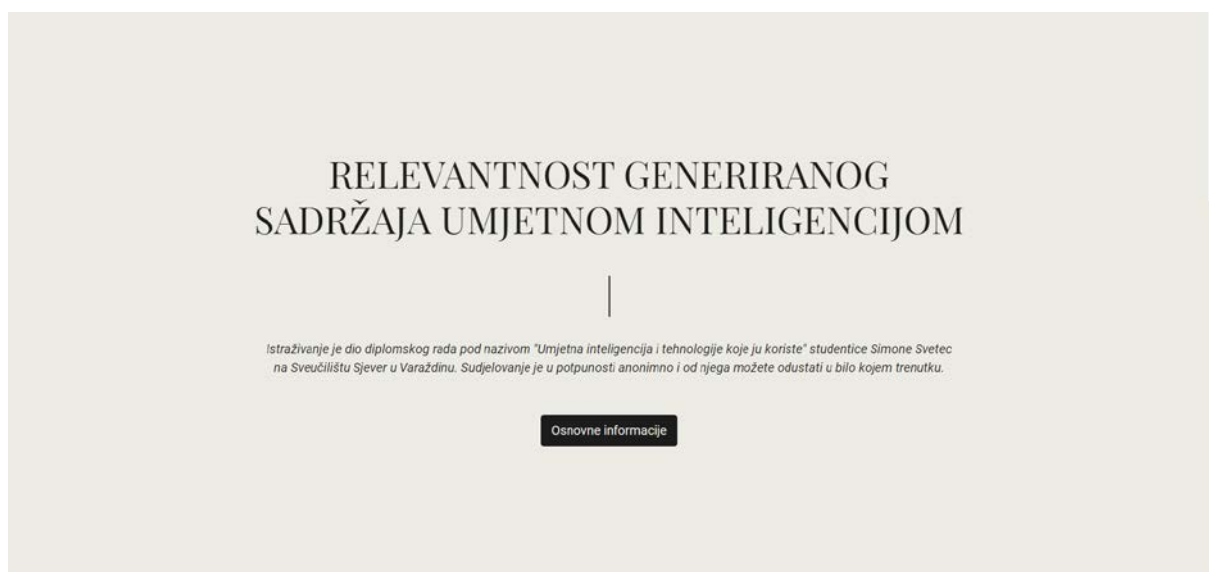 RELEVANTNOST GENERIRANOG
SADRŽAJA UMJETNOM INTELIGENCIJOM
Istraživanje je dio diplomskog rada pod nazivom "Umjetna inteligencija i tehnologije koje ju koriste" studentice Simone Svetec
na Sveučilištu Sjever u Varaždinu. Sudjelovanje je u potpunosti anonimno i od njega možete odustati u bilo kojem trenutku.
Osnovne informacije